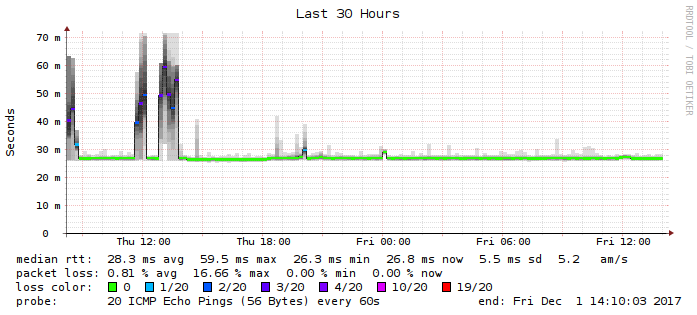 Last 30 Hours
RRDTOOL / TOBI OETIKER
Seconds
70 m
60 m
50 m
40 m
30 m
20 m
10 m
0
Thu 12:00 Thu 18:00 Fri 00:00 Fri 06:00 Fri 12:00
median rtt: 28.3 ms avg 59.5 ms max 26.3 ms min 26.8 ms now 5.5 ms sd 5.2 am/s
packet loss: 0.81 % avg 16.66 % max 0.00 % min 0.00 % now
loss color: 0 1/20 2/20 3/20 4/20 10/20 19/20
probe: 20 ICMP Echo Pings (56 Bytes) every 60s end: Fri Dec 1 14:10:03 2017